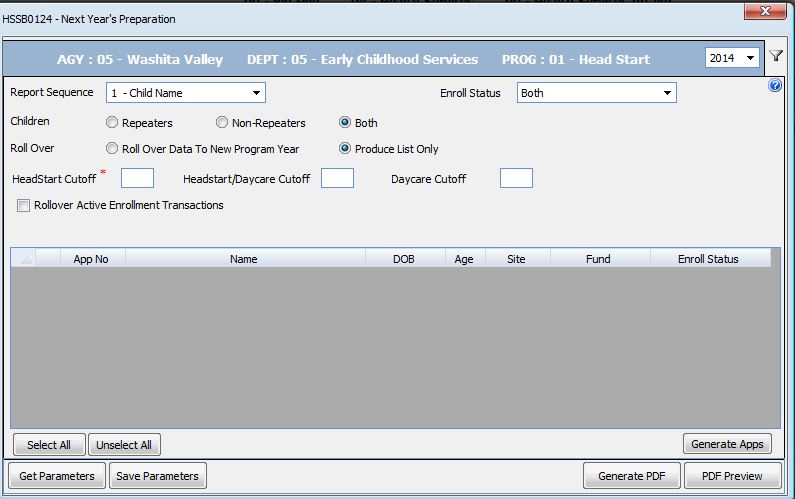 HSSB0124 - Next Year's Preparation
AGY : 05 - Washita Valley DEPT : 05 - Early Childhood Services PROG : 01 - Head Start 2014
Report Sequence 1 - Child Name Enroll Status Both
Children Repeaters Non-Repeaters Both
Roll Over Roll Over Data To New Program Year Produce List Only
HeadStart Cutoff * Headstart/Daycare Cutoff Daycare Cutoff
Rollover Active Enrollment Transactions
App No Name DOB Age Site Fund Enroll Status
Select All Unselect All Generate Apps
Get Parameters Save Parameters Generate PDF PDF Preview